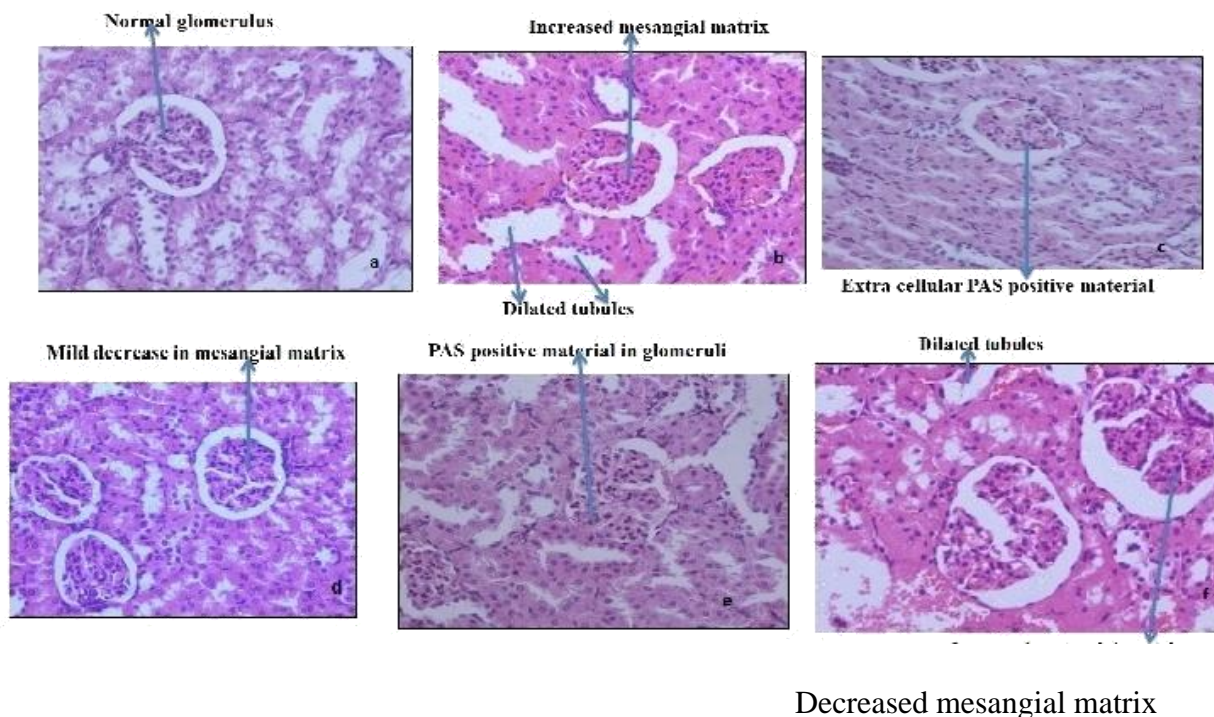 Normal glomerulus
Increased mesangial matrix
a
b
c
Dilated tubules
Extra cellular PAS positive material
Mild decrease in mesangial matrix
PAS positive material in glomeruli
Dilated tubules
d
e
f
Decreased mesangial matrix